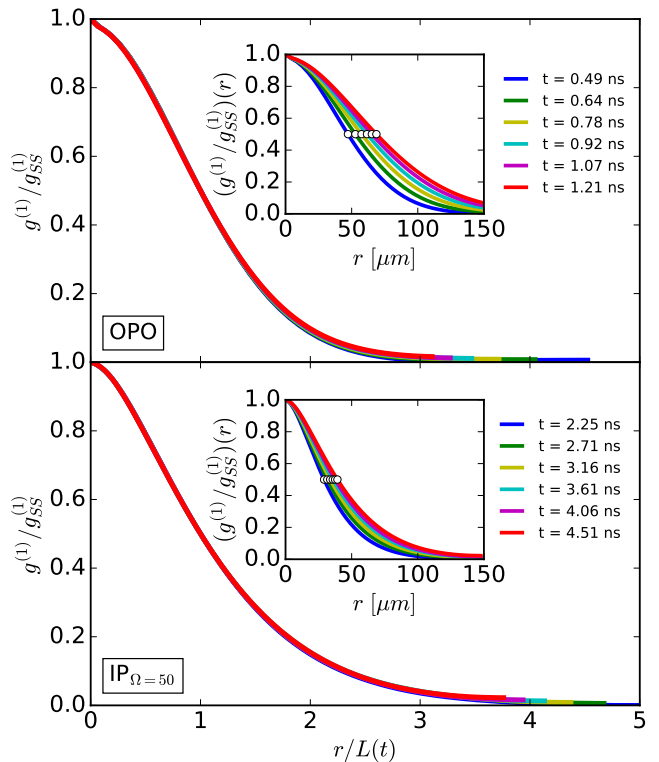 1.0
0.8
0.6
0.4
0.2
g^{(1)}/g_{SS}^{(1)}
OPO
1.0
0.8
0.6
0.4
0.2
0.0
(g^{(1)}/g_{SS}^{(1)})(r)
0 50 100 150
r [μm]
t = 0.49 ns
t = 0.64 ns
t = 0.78 ns
t = 0.92 ns
t = 1.07 ns
t = 1.21 ns
1.0
0.8
0.6
0.4
0.2
0.0
g^{(1)}/g_{SS}^{(1)}
IP_{Ω=50}
1.0
0.8
0.6
0.4
0.2
0.0
(g^{(1)}/g_{SS}^{(1)})(r)
0 50 100 150
r [μm]
t = 2.25 ns
t = 2.71 ns
t = 3.16 ns
t = 3.61 ns
t = 4.06 ns
t = 4.51 ns
0 1 2 3 4 5
r/L(t)